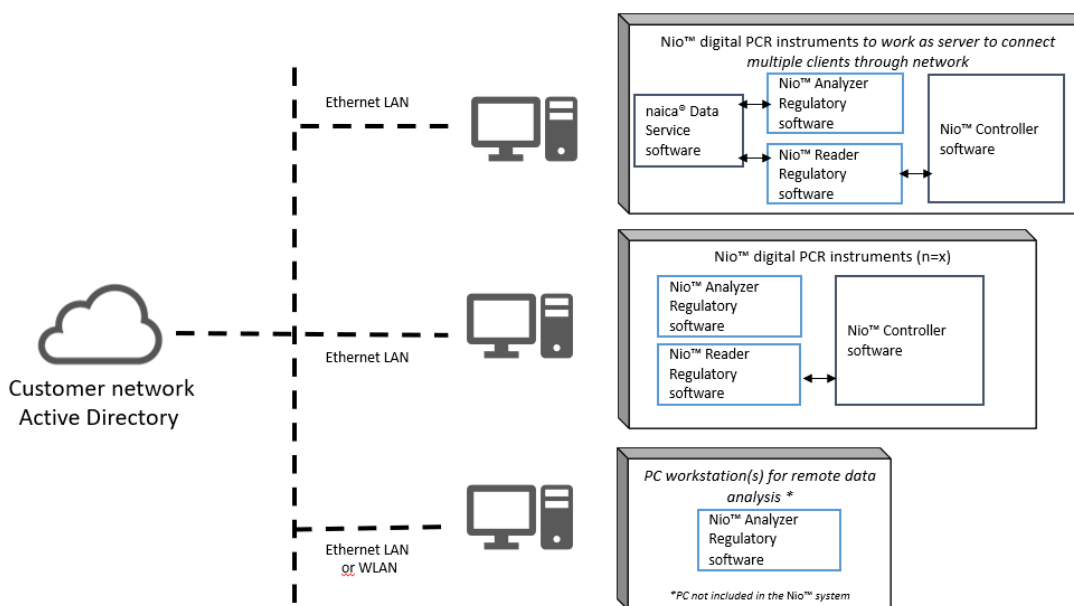 Nio™ digital PCR instruments to work as server to connect
multiple clients through network
Ethernet LAN
naica® Data
Service
software
Nio™ Analyzer
Regulatory
software
Nio™ Reader
Regulatory
software
Nio™ Controller
software
Nio™ digital PCR instruments (n=x)
Nio™ Analyzer
Regulatory
software
Nio™ Reader
Regulatory
software
Nio™ Controller
software
Ethernet LAN
Customer network
Active Directory
PC workstation(s) for remote data
analysis *
Nio™ Analyzer
Regulatory
software
*PC not included in the Nio™ system
Ethernet LAN
or WLAN